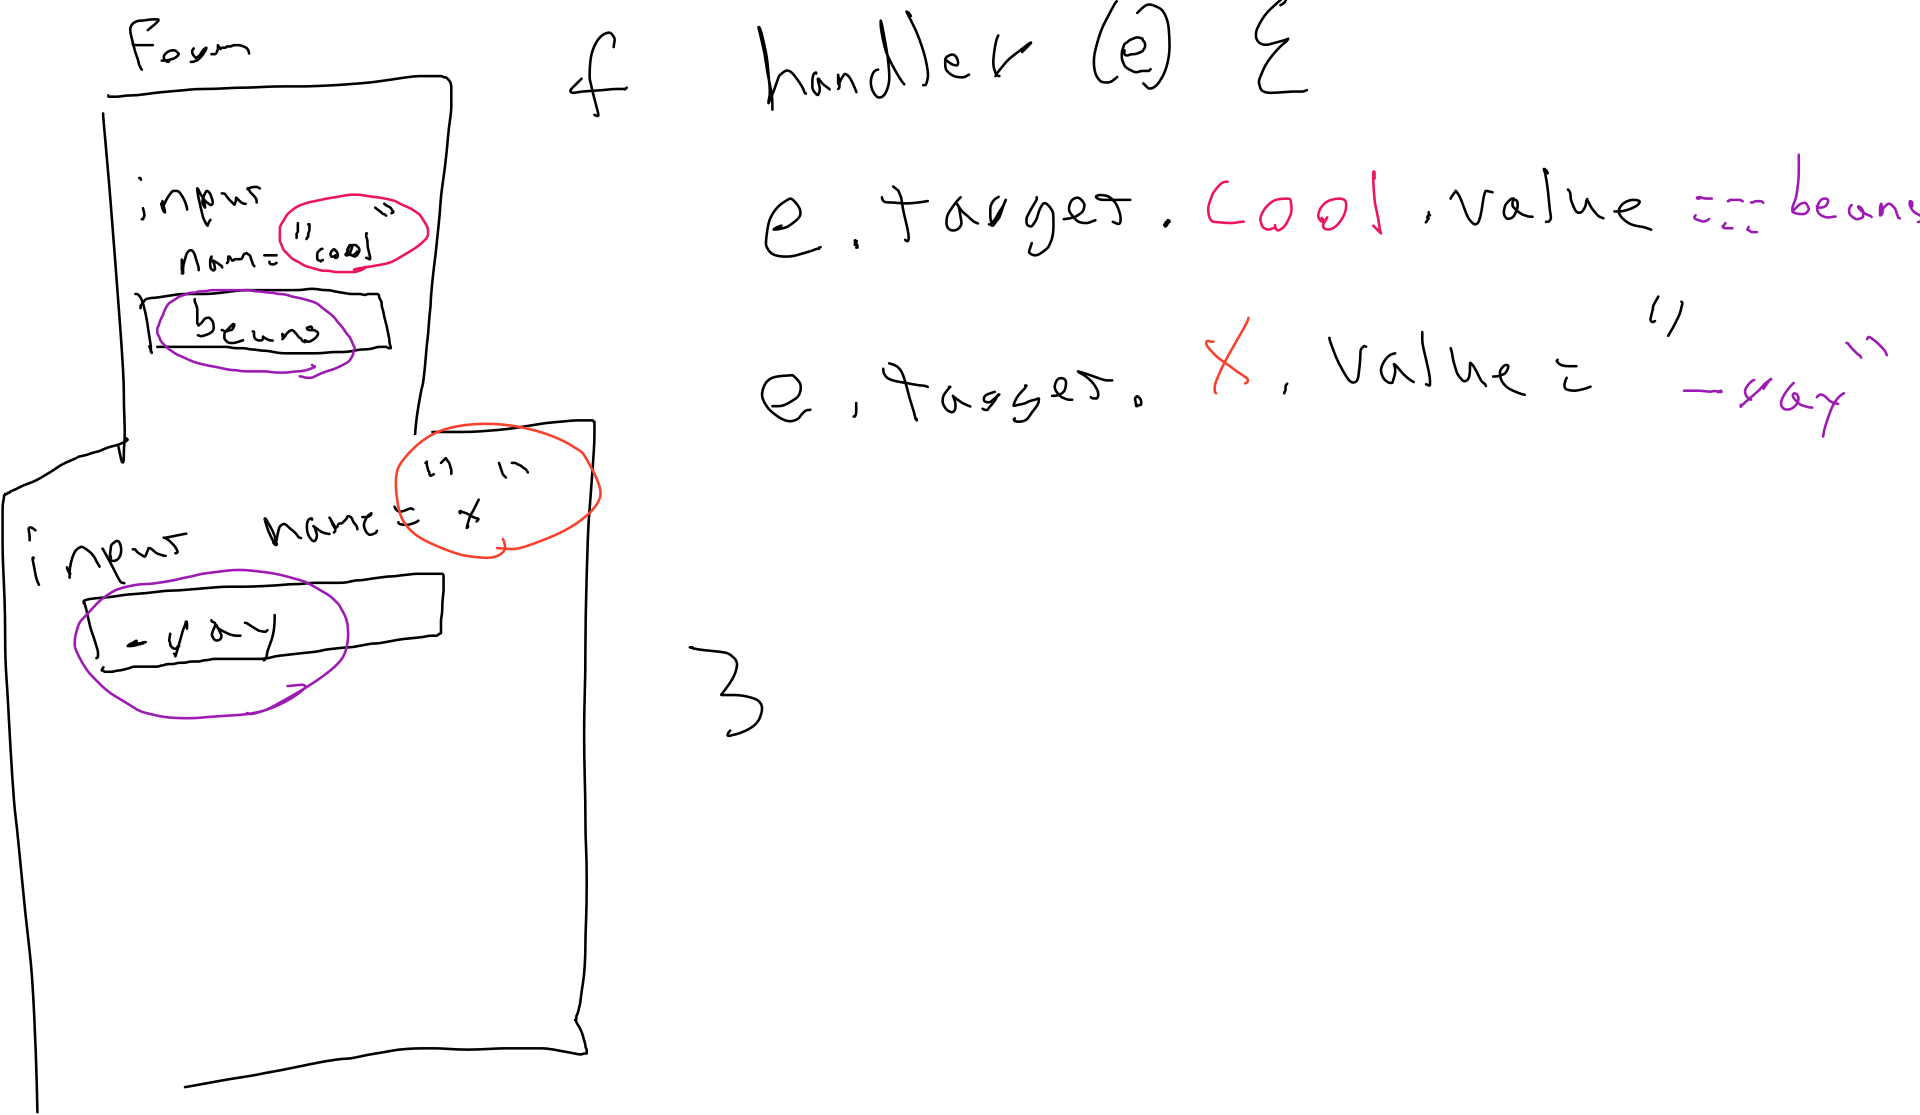 Form
input
name= "cool"
beans
input name= "x"
-yay
f handler (e) {
e.target.cool.value === beans
e.target.x.value = "-yay"
}